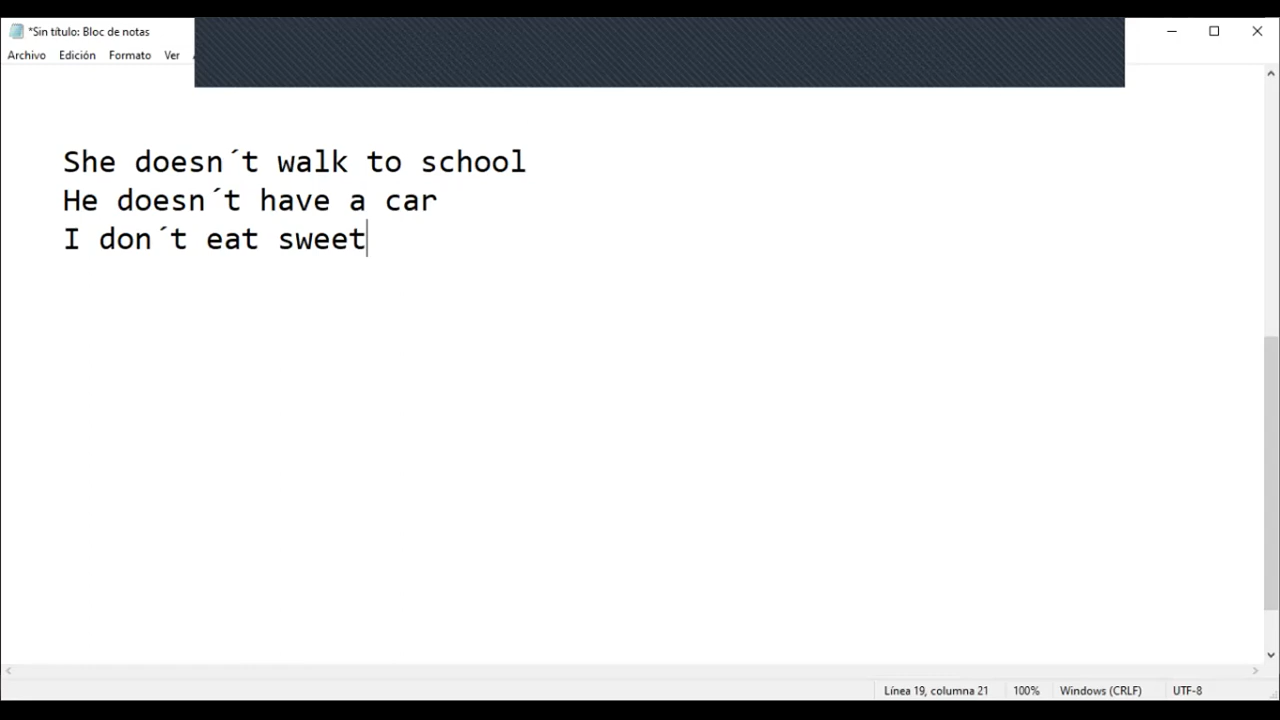 *Sin título: Bloc de notas
Archivo Edición Formato Ver
She doesn´t walk to school
He doesn´t have a car
I don´t eat sweet
Línea 19, columna 21 100% Windows (CRLF) UTF-8